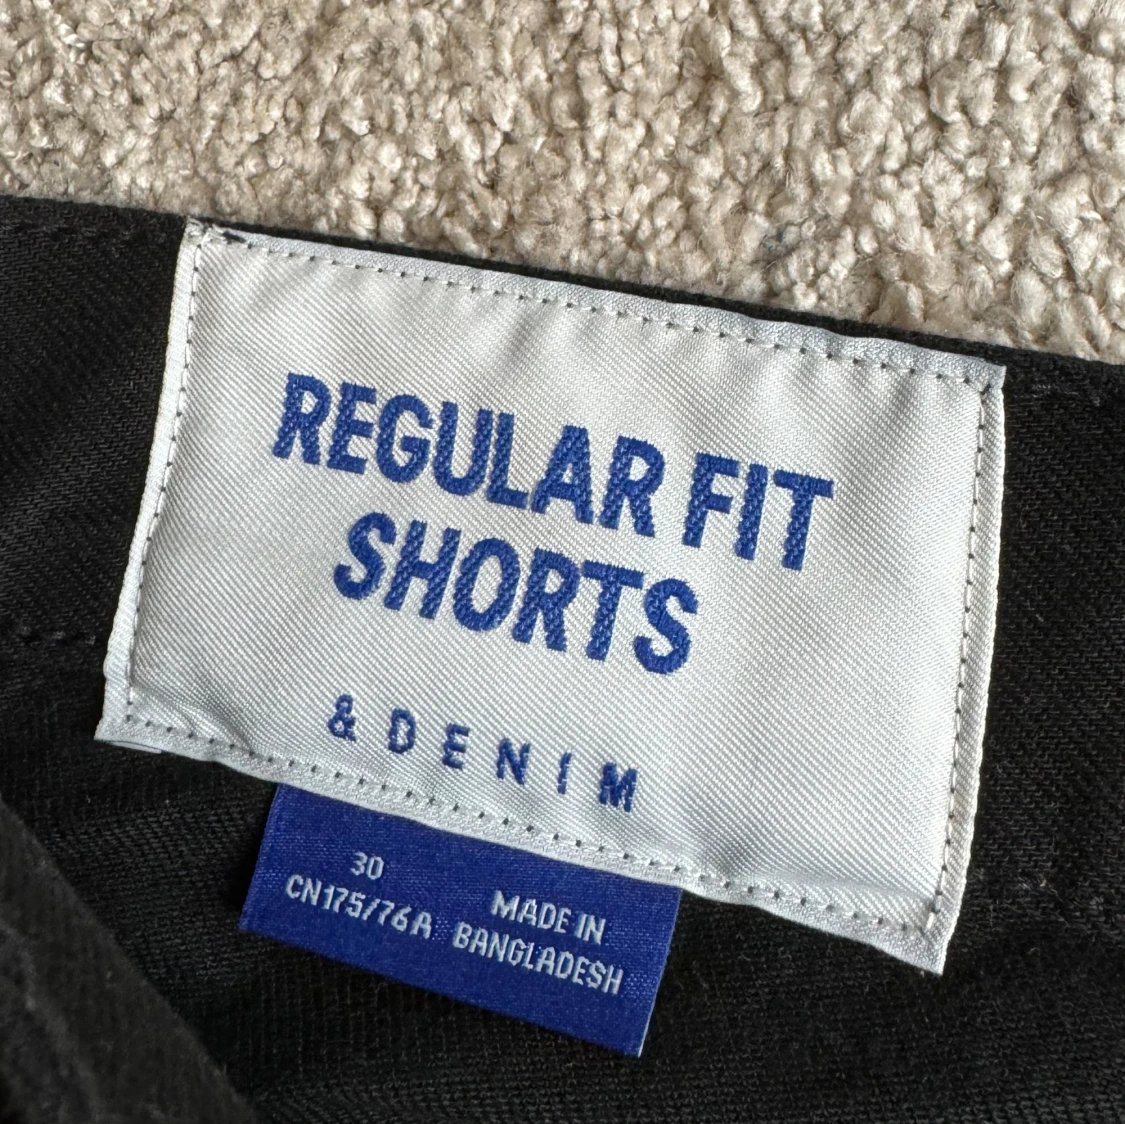 REGULAR FIT
SHORTS
& DENIM
30
CN175/76A
MADE IN
BANGLADESH